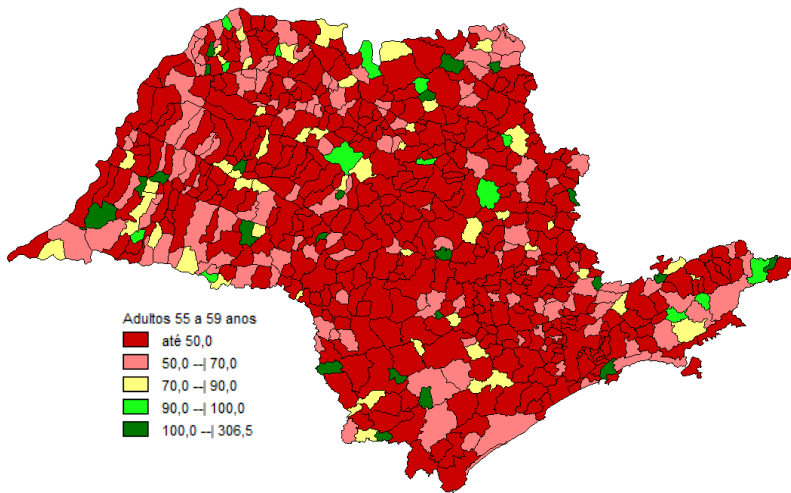 Adultos 55 a 59 anos
até 50,0
50,0 --| 70,0
70,0 --| 90,0
90,0 --| 100,0
100,0 --| 306,5